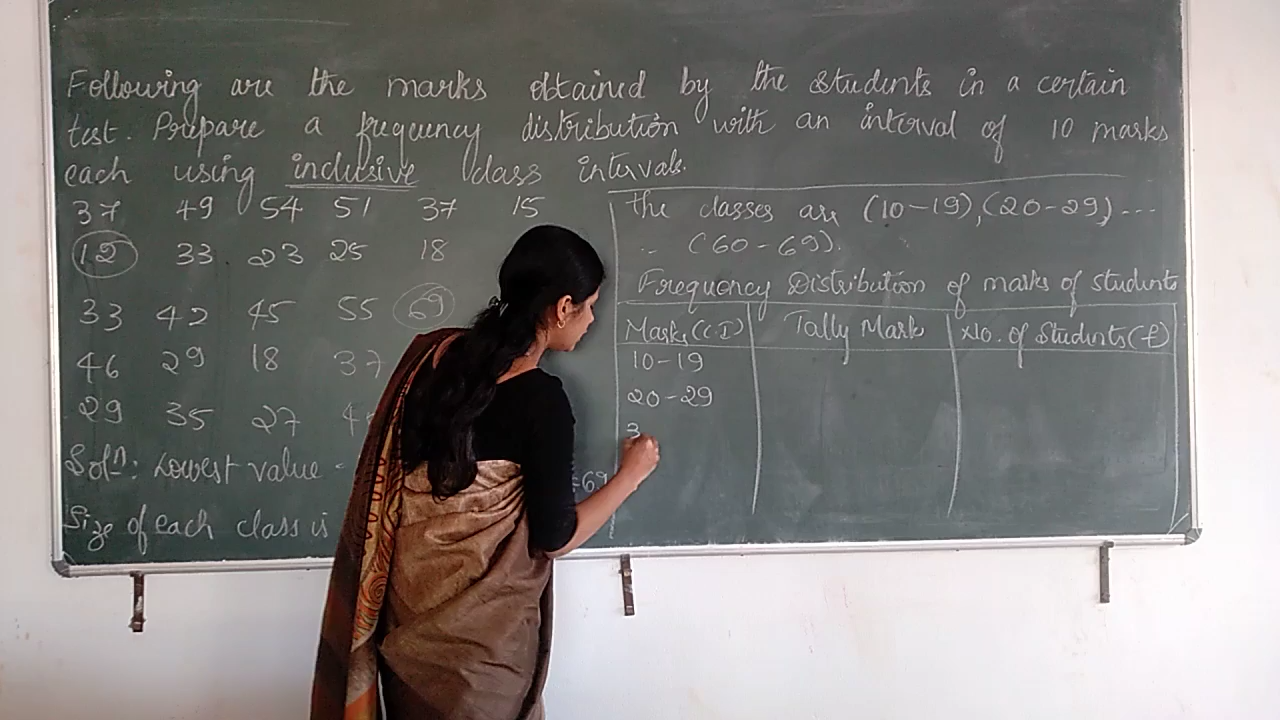 Following are the marks obtained by the students in a certain
test. Prepare a frequency distribution with an interval of 10 marks
each using inclusive class intervals.
37 49 54 51 37 15
12 33 23 25 18
33 42 45 55 69
46 29 18 37
29 35 27
Soln: Lowest value =
=69
Size of each class is
The classes are (10-19), (20-29) ---
.. (60-69).
Frequency Distribution of marks of students
Marks (C.I) Tally Mark No. of Students (f)
10-19
20-29
3